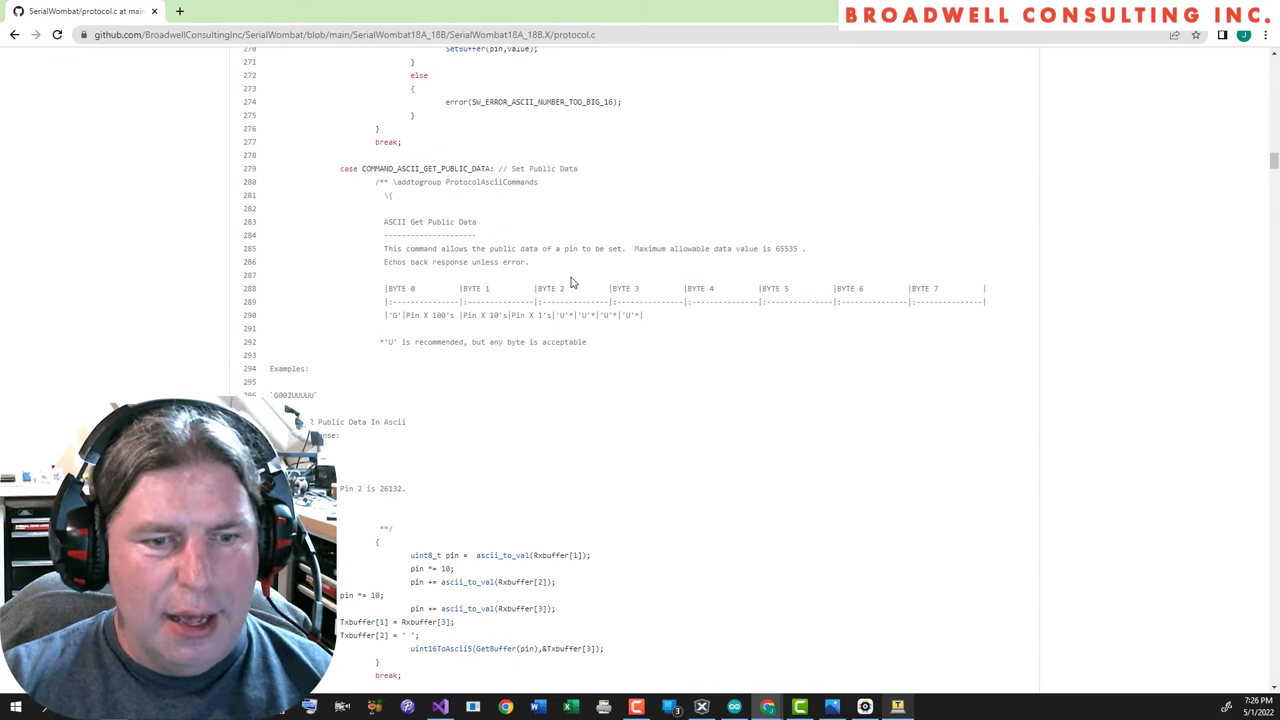 SerialWombat/protocol.c at mai
BROADWELL CONSULTING INC.
github.com/BroadwellConsultingInc/SerialWombat/blob/main/SerialWombat18A_18B/SerialWombat18A_18B.X/protocol.c
270 SetBuffer(pin,value);
271 }
272 else
273 {
274 error(SW_ERROR_ASCII_NUMBER_TOO_BIG_16);
275 }
276 }
277 break;
278
279 case COMMAND_ASCII_GET_PUBLIC_DATA: // Set Public Data
280 /** \addtogroup ProtocolAsciiCommands
281 \{
282
283 ASCII Get Public Data
284 ---------------------
285 This command allows the public data of a pin to be set.  Maximum allowable data value is 65535 .
286 Echos back response unless error.
287
288 |BYTE 0 |BYTE 1 |BYTE 2 |BYTE 3 |BYTE 4 |BYTE 5 |BYTE 6 |BYTE 7 |
289 |:--------------|:--------------|:--------------|:--------------|:--------------|:--------------|:--------------|:--------------|
290 |'G'|Pin X 100's |Pin X 10's|Pin X 1's|'U'*|'U'*|'U'*|'U'*|
291
292 *'U' is recommended, but any byte is acceptable
293
294 Examples:
295
296 `G002UUUU`
2 Public Data In Ascii
Pin 2 is 26132.
**/
{
uint8_t pin =  ascii_to_val(Rxbuffer[1]);
pin *= 10;
pin += ascii_to_val(Rxbuffer[2]);
pin *= 10;
pin += ascii_to_val(Rxbuffer[3]);
Txbuffer[1] = Rxbuffer[3];
Txbuffer[2] = ' ';
uint16ToAscii5(GetBuffer(pin),&Txbuffer[3]);
}
break;
7:26 PM
5/1/2022